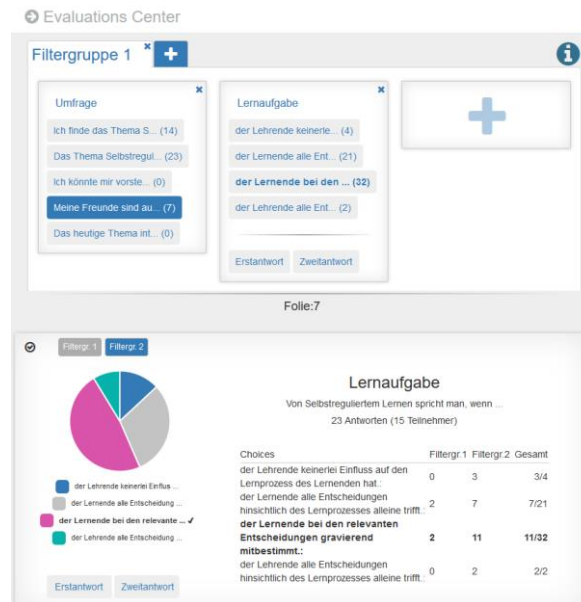 Evaluations Center
Filtergruppe 1 × +
Umfrage
Ich finde das Thema S... (14)
Das Thema Selbstregul... (23)
Ich könnte mir vorste... (0)
Meine Freunde sind au... (7)
Das heutige Thema int... (0)
Lernaufgabe
der Lehrende keinerle... (4)
der Lernende alle Ent... (21)
der Lernende bei den ... (32)
der Lehrende alle Ent... (2)
Erstantwort Zweitantwort
Folie:7
Filtergr. 1 Filtergr. 2
der Lehrende keinerlei Einflus ...
der Lernende alle Entscheidung ...
der Lernende bei den relevante ... ✓
der Lehrende alle Entscheidung ...
Erstantwort Zweitantwort
Lernaufgabe
Von Selbstreguliertem Lernen spricht man, wenn ...
23 Antworten (15 Teilnehmer)
Choices Filtergr.1 Filtergr.2 Gesamt
der Lehrende keinerlei Einfluss auf den
Lernprozess des Lernenden hat.: 0 3 3/4
der Lernende alle Entscheidungen
hinsichtlich des Lernprozesses alleine trifft.: 2 7 7/21
der Lernende bei den relevanten
Entscheidungen gravierend 2 11 11/32
mitbestimmt.:
der Lehrende alle Entscheidungen
hinsichtlich des Lernprozesses alleine trifft.: 0 2 2/2